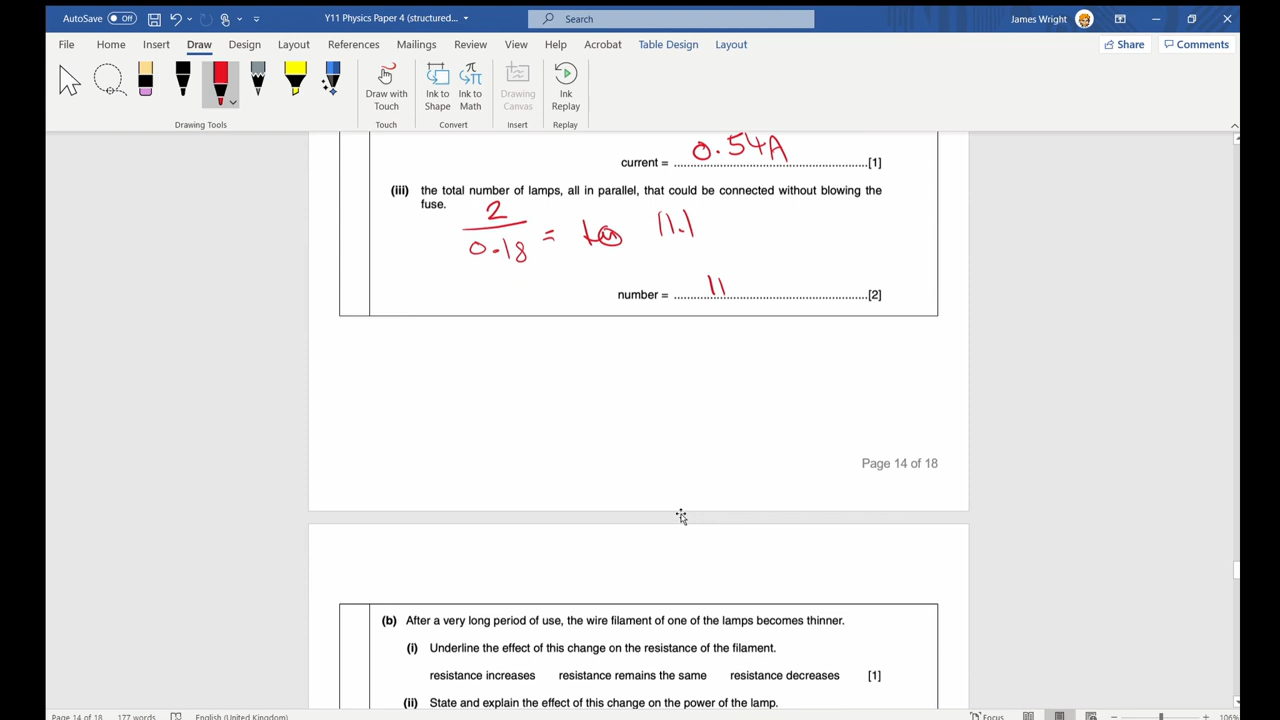 AutoSave Off Y11 Physics Paper 4 (structured... Search James Wright
File Home Insert Draw Design Layout References Mailings Review View Help Acrobat Table Design Layout Share Comments
Draw with Touch Ink to Shape Ink to Math Drawing Canvas Ink Replay
Drawing Tools Touch Convert Insert Replay
current = 0.54A [1]
(iii) the total number of lamps, all in parallel, that could be connected without blowing the
fuse.
2
0.18 = 11.1
number = 11 [2]
Page 14 of 18
(b) After a very long period of use, the wire filament of one of the lamps becomes thinner.
(i) Underline the effect of this change on the resistance of the filament.
resistance increases resistance remains the same resistance decreases [1]
(ii) State and explain the effect of this change on the power of the lamp.
Page 14 of 18 177 words English (United Kingdom) Focus 106%